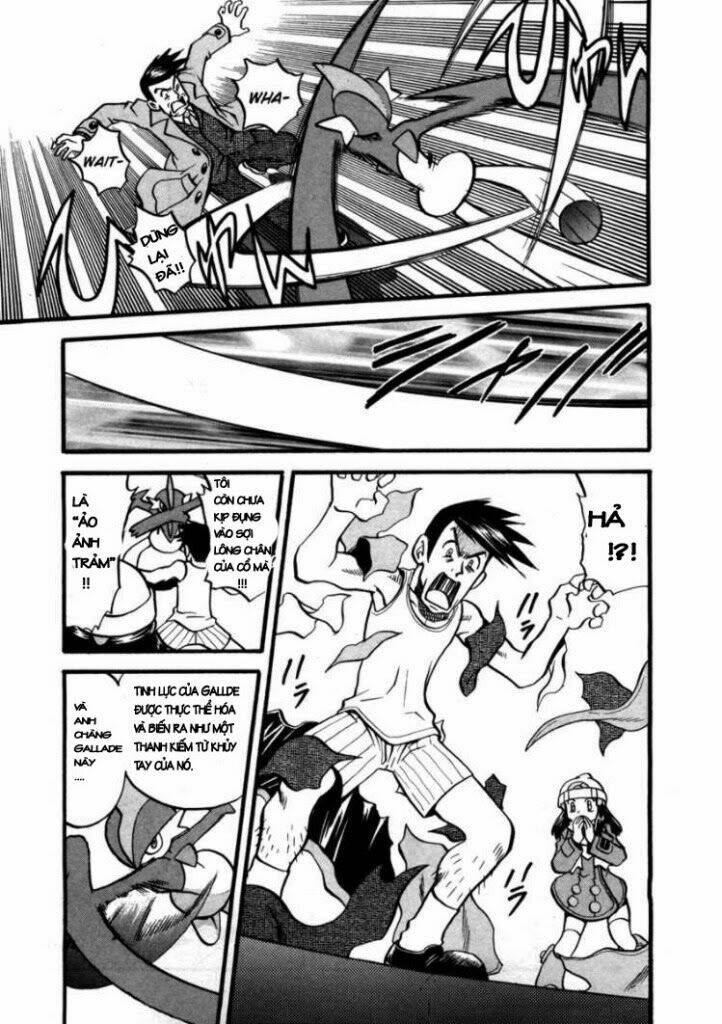 WHA-
WAIT-
DỪNG
LẠI
ĐÃ!!
HẢ
!?!
TÔI
CÒN CHƯA
KỊP ĐỤNG
VÀO SỢI
LÔNG CHÂN
CỦA CỔ MÀ
!!!
LÀ
"ẢO
ẢNH
TRẢM"
!!
TINH LỰC CỦA GALLDE
ĐƯỢC THỰC THỂ HÓA
VÀ BIẾN RA NHƯ MỘT
THANH KIẾM TỪ KHỦY
TAY CỦA NÓ.
VÀ
ANH
CHÀNG
GALLADE
NÀY
....